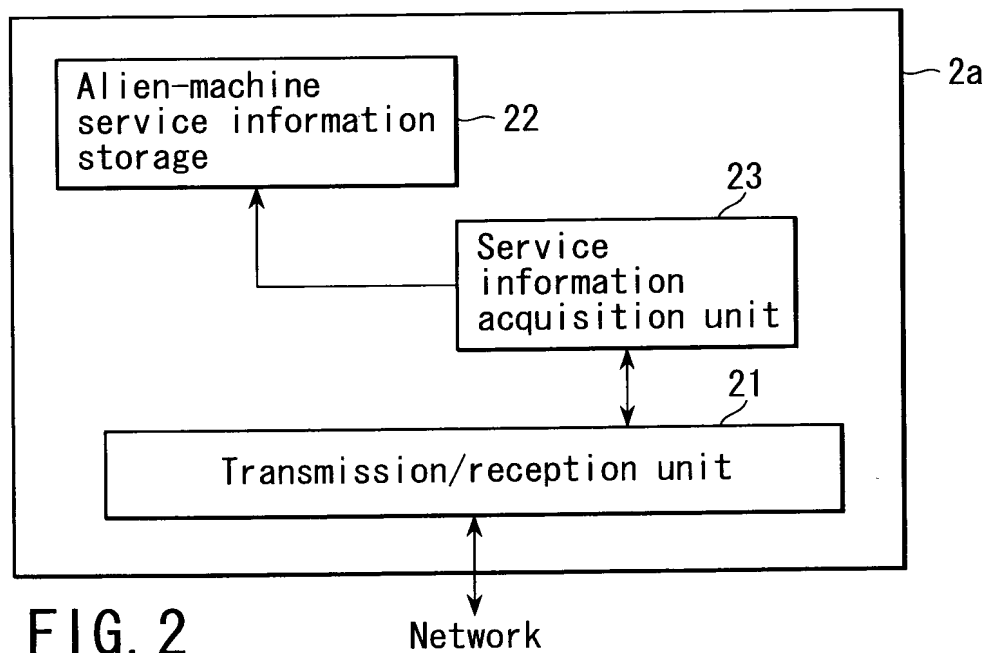 2a
Alien-machine
service information
storage
22
23
Service
information
acquisition unit
21
Transmission/reception unit
FIG. 2
Network